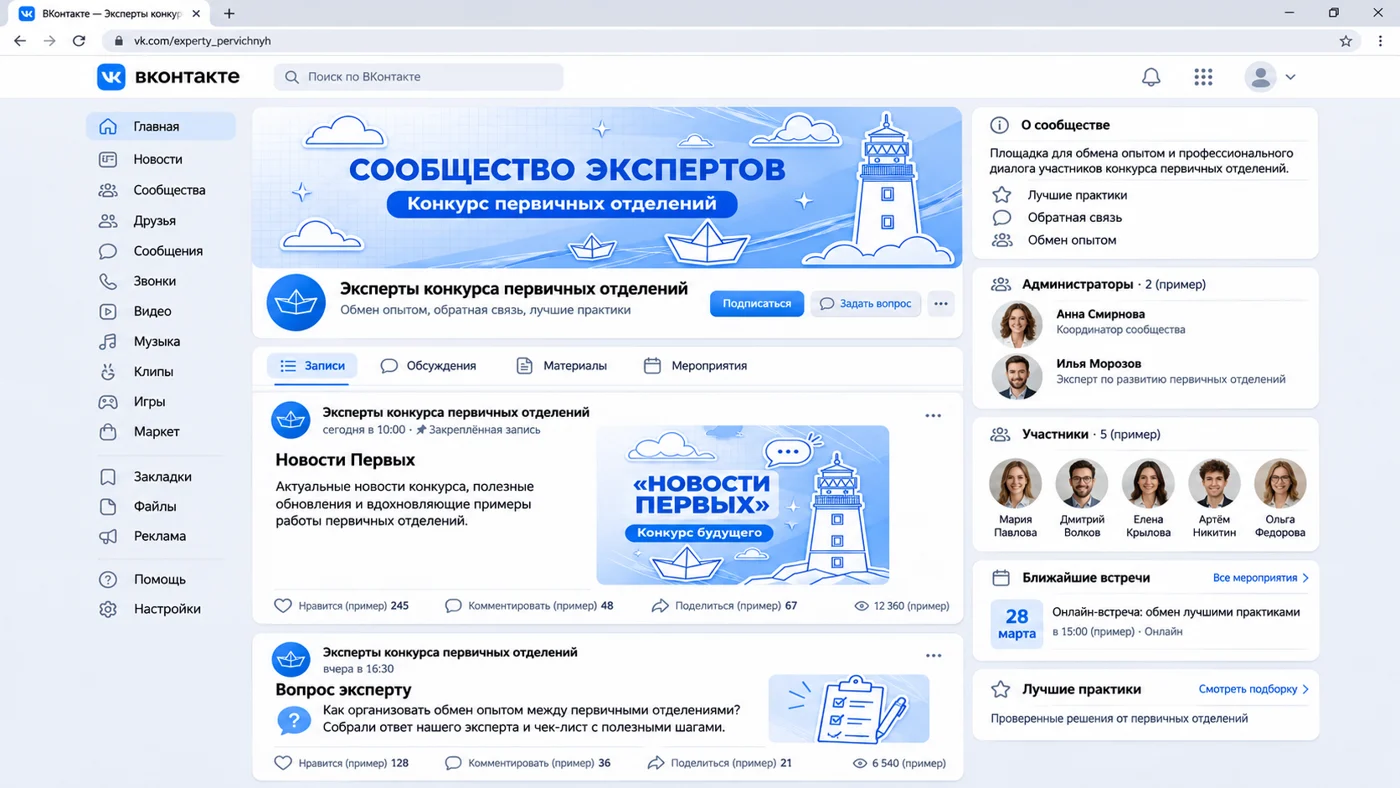 ВКонтакте — Эксперты конкур
vk.com/experty_pervichnyh
вконтакте
Поиск по ВКонтакте
Главная
Новости
Сообщества
Друзья
Сообщения
Звонки
Видео
Музыка
Клипы
Игры
Маркет
Закладки
Файлы
Реклама
Помощь
Настройки
СООБЩЕСТВО ЭКСПЕРТОВ
Конкурс первичных отделений
Эксперты конкурса первичных отделений
Обмен опытом, обратная связь, лучшие практики
Подписаться
Задать вопрос
Записи
Обсуждения
Материалы
Мероприятия
Эксперты конкурса первичных отделений
сегодня в 10:00 · Закреплённая запись
Новости Первых
Актуальные новости конкурса, полезные
обновления и вдохновляющие примеры
работы первичных отделений.
«НОВОСТИ
ПЕРВЫХ»
Конкурс будущего
Нравится (пример) 245
Комментировать (пример) 48
Поделиться (пример) 67
12 360 (пример)
Эксперты конкурса первичных отделений
вчера в 16:30
Вопрос эксперту
Как организовать обмен опытом между первичными отделениями?
Собрали ответ нашего эксперта и чек-лист с полезными шагами.
Нравится (пример) 128
Комментировать (пример) 36
Поделиться (пример) 21
6 540 (пример)
О сообществе
Площадка для обмена опытом и профессионального
диалога участников конкурса первичных отделений.
Лучшие практики
Обратная связь
Обмен опытом
Администраторы · 2 (пример)
Анна Смирнова
Координатор сообщества
Илья Морозов
Эксперт по развитию первичных отделений
Участники · 5 (пример)
Мария
Павлова
Дмитрий
Волков
Елена
Крылова
Артём
Никитин
Ольга
Федорова
Ближайшие встречи
Все мероприятия
28
марта
Онлайн-встреча: обмен лучшими практиками
в 15:00 (пример) · Онлайн
Лучшие практики
Смотреть подборку
Проверенные решения от первичных отделений